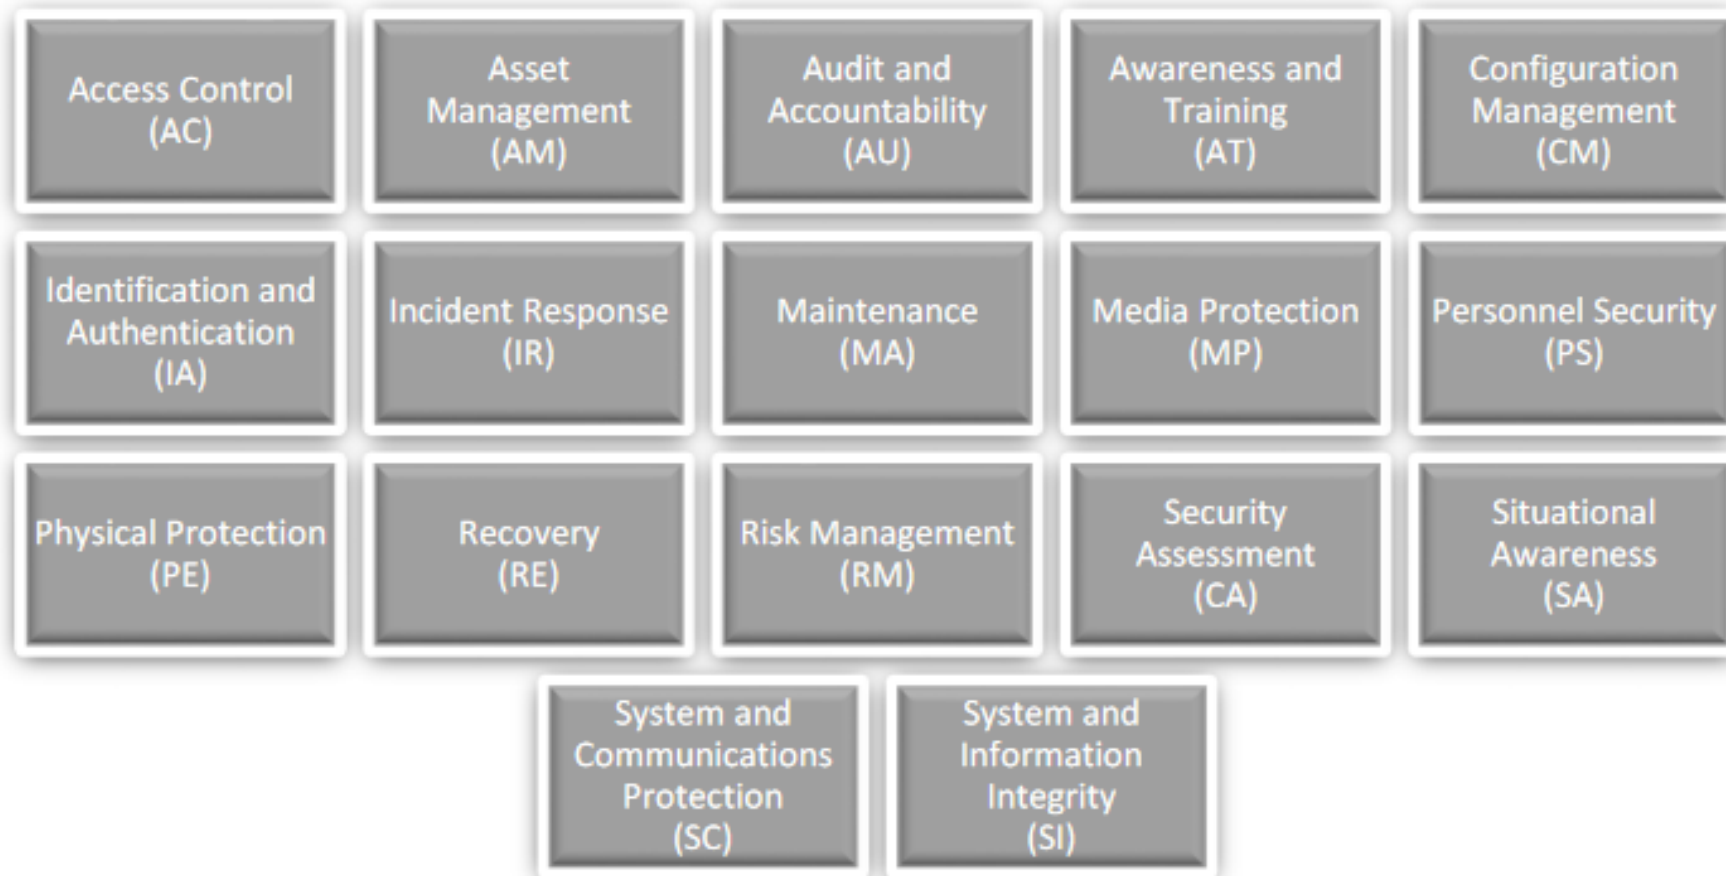 Access Control
(AC)
Asset
Management
(AM)
Audit and
Accountability
(AU)
Awareness and
Training
(AT)
Configuration
Management
(CM)
Identification and
Authentication
(IA)
Incident Response
(IR)
Maintenance
(MA)
Media Protection
(MP)
Personnel Security
(PS)
Physical Protection
(PE)
Recovery
(RE)
Risk Management
(RM)
Security
Assessment
(CA)
Situational
Awareness
(SA)
System and
Communications
Protection
(SC)
System and
Information
Integrity
(SI)